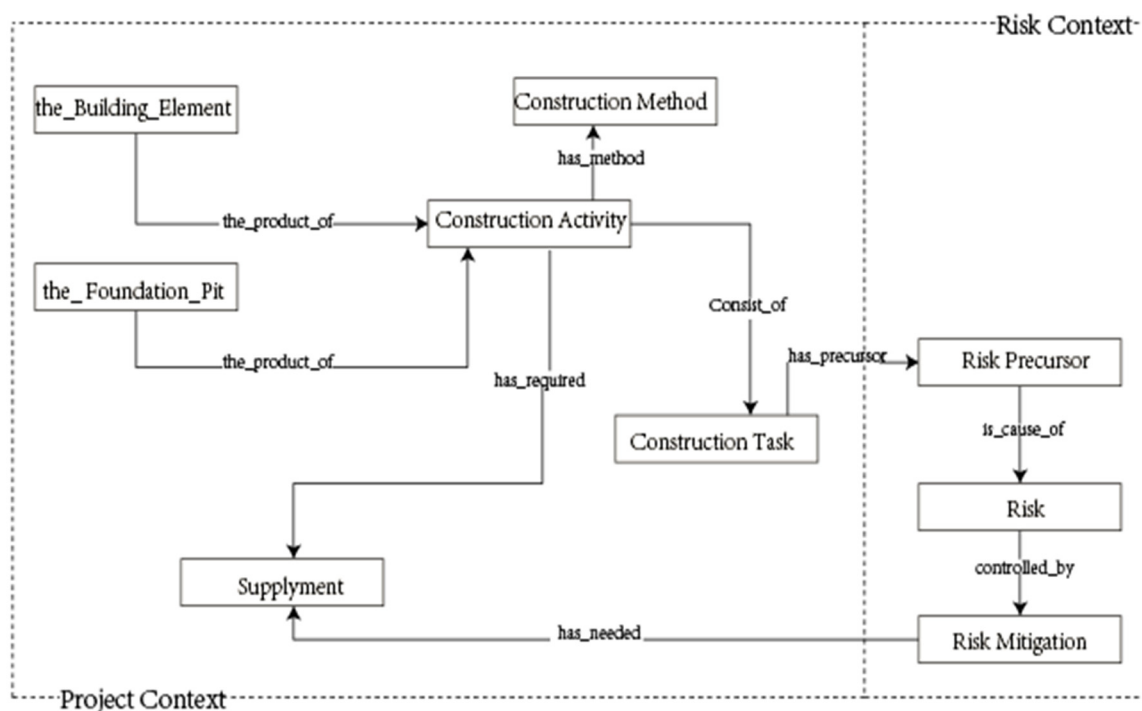 Risk Context
the_Building_Element
Construction Method
has_method
the_product_of
Construction Activity
the_ Foundation_Pit
Consist_of
the_product_of
has_precursor
Risk Precursor
has_required
is_cause_of
Construction Task
Risk
controlled_by
Supplyment
has_needed
Risk Mitigation
Project Context